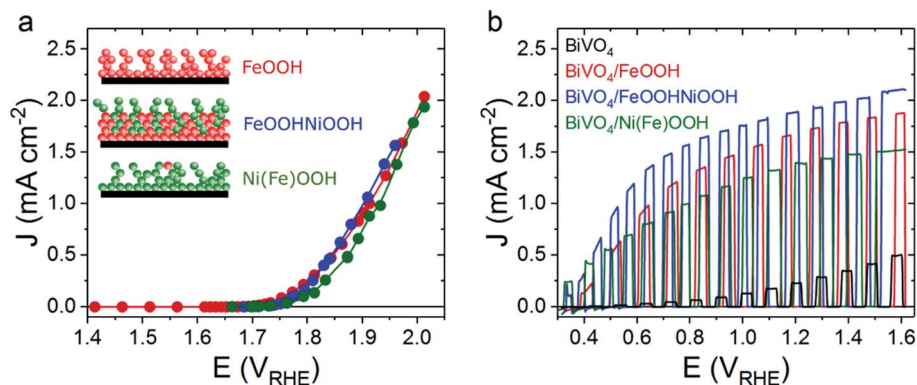 a
J (mA cm⁻²)
2.5
2.0
1.5
1.0
0.5
0.0
FeOOH
FeOOHNiOOH
Ni(Fe)OOH
1.4 1.5 1.6 1.7 1.8 1.9 2.0
E (V_RHE)
b
J (mA cm⁻²)
2.5
2.0
1.5
1.0
0.5
0.0
BiVO₄
BiVO₄/FeOOH
BiVO₄/FeOOHNiOOH
BiVO₄/Ni(Fe)OOH
0.4 0.6 0.8 1.0 1.2 1.4 1.6
E (V_RHE)